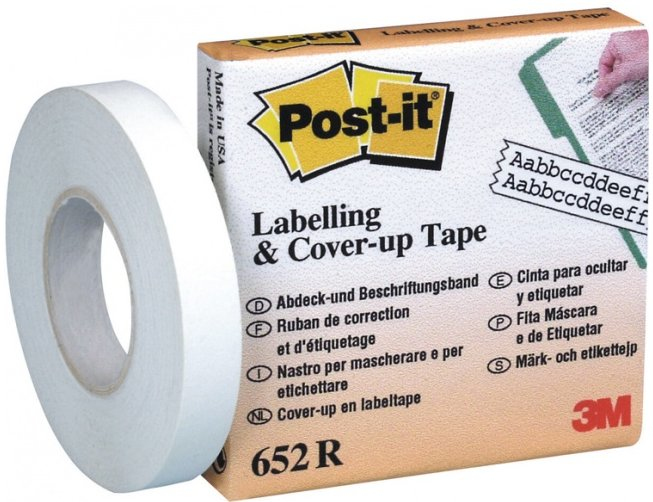 Post-it Labelling & Cover-up Tape
Made in USA
Post-it®
Aabbccddeeff
Aabbccddeeff
Labelling
& Cover-up Tape
D Abdeck-und Beschriftungsband
F Ruban de correction
et d'étiquetage
I Nastro per mascherare e per
etichettare
NL Cover-up en labeltape
E Cinta para ocultar
y etiquetar
P Fita Máscara
e de Etiquetar
S Märk- och etikettejp
652 R
3M